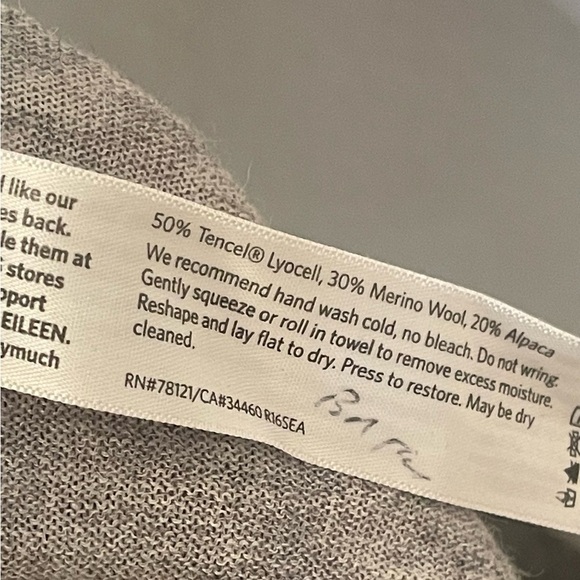 like our
es back.
le them at
stores
pport
EILEEN.
ymuch
50% Tencel® Lyocell, 30% Merino Wool, 20% Alpaca
We recommend hand wash cold, no bleach. Do not wring.
Gently squeeze or roll in towel to remove excess moisture.
Reshape and lay flat to dry. Press to restore. May be dry
cleaned.
RN#78121/CA#34460 R16SEA